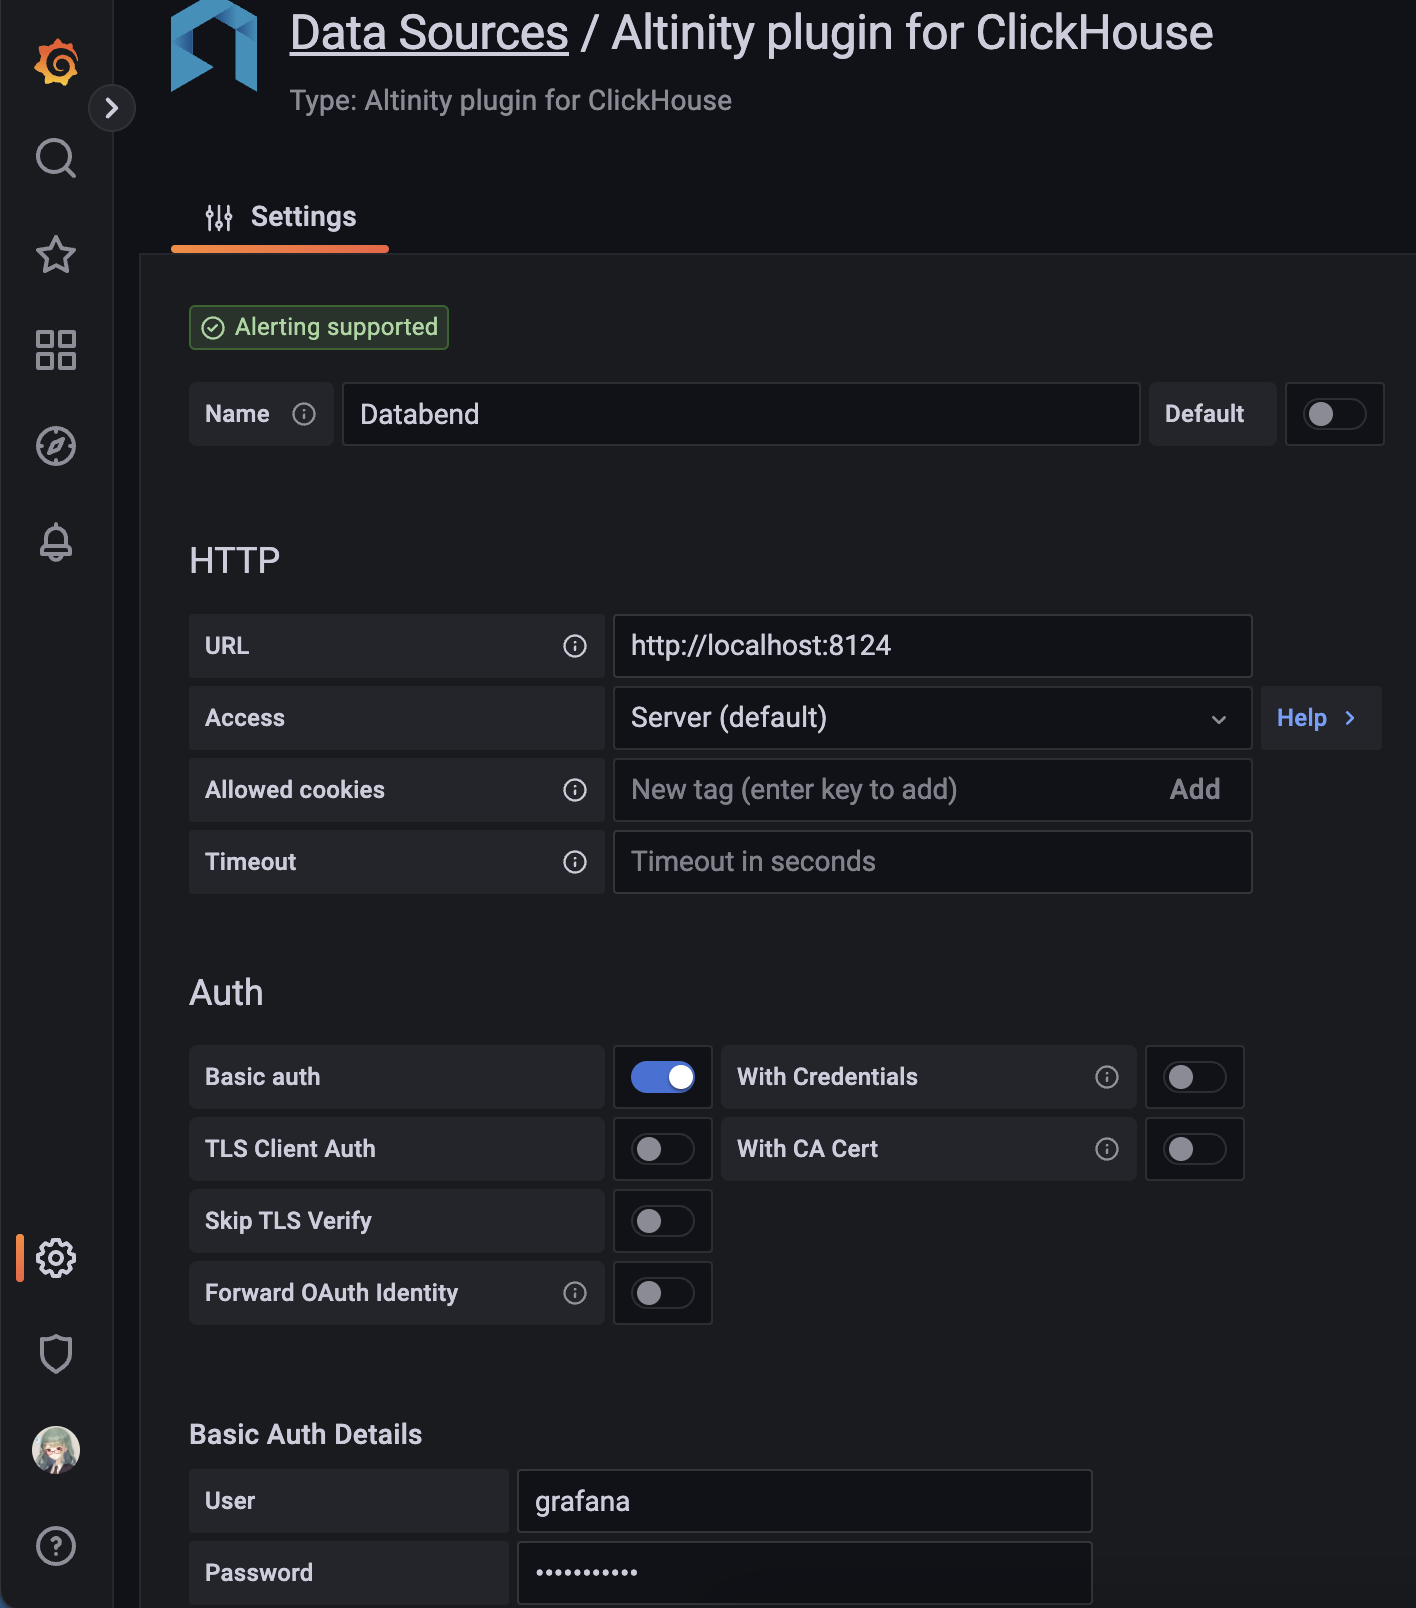 Data Sources / Altinity plugin for ClickHouse
Type: Altinity plugin for ClickHouse
Settings
Alerting supported
Name Databend Default
HTTP
URL http://localhost:8124
Access Server (default) Help
Allowed cookies New tag (enter key to add) Add
Timeout Timeout in seconds
Auth
Basic auth With Credentials
TLS Client Auth With CA Cert
Skip TLS Verify
Forward OAuth Identity
Basic Auth Details
User grafana
Password •••••••••••